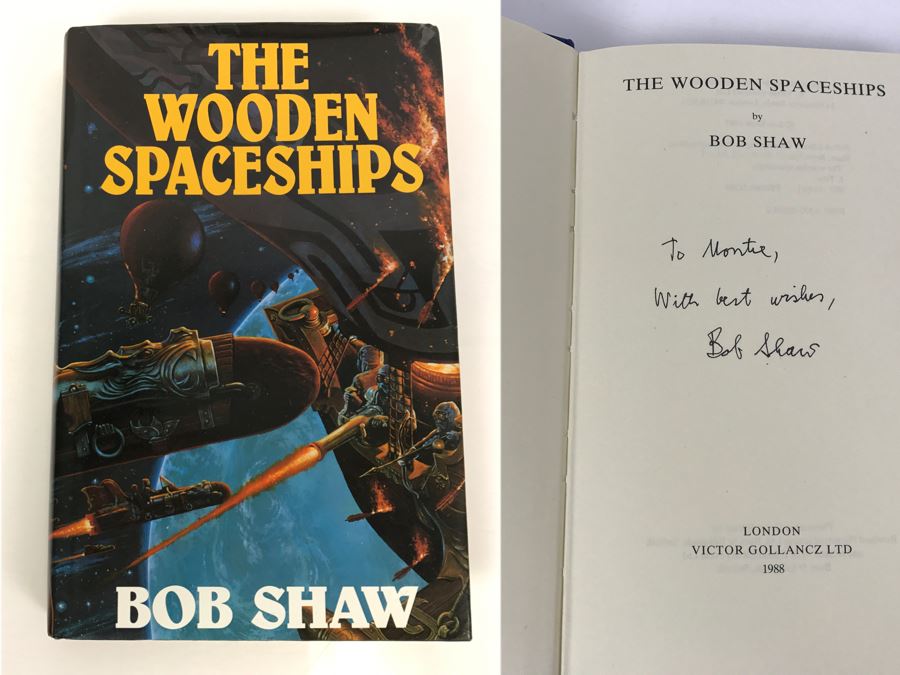 THE
WOODEN
SPACESHIPS
BOB SHAW
THE WOODEN SPACESHIPS
by
BOB SHAW
To Montie,
With best wishes,
Bob Shaw
LONDON
VICTOR GOLLANCZ LTD
1988